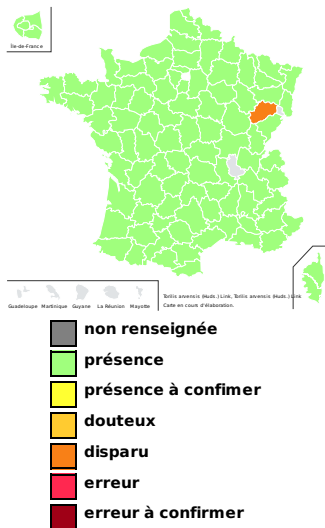 Île-de-France
Guadeloupe Martinique Guyane La Réunion Mayotte
Torilis arvensis (Huds.) Link, Torilis arvensis (Huds.) Link
Carte en cours d'élaboration.
non renseignée
présence
présence à confimer
douteux
disparu
erreur
erreur à confirmer